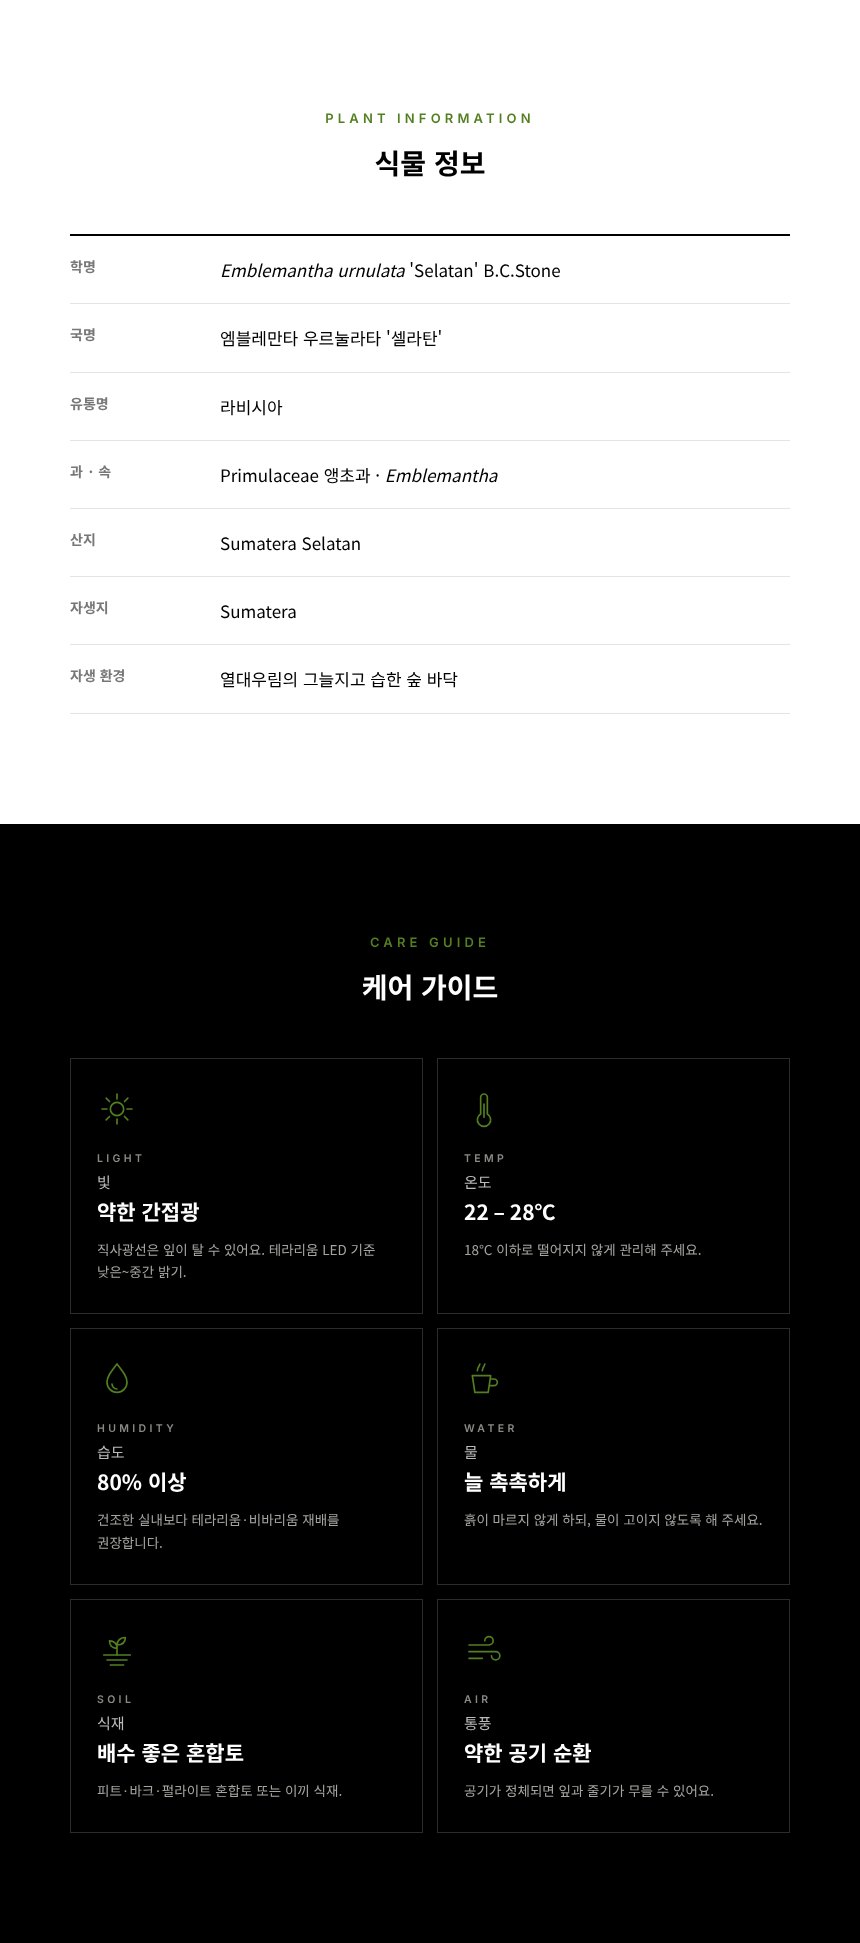 PLANT INFORMATION
식물 정보
학명
Emblemantha urnulata 'Selatan' B.C.Stone
국명
엠블레만타 우르눌라타 '셀라탄'
유통명
라비시아
과 · 속
Primulaceae 앵초과 · Emblemantha
산지
Sumatera Selatan
자생지
Sumatera
자생 환경
열대우림의 그늘지고 습한 숲 바닥
CARE GUIDE
케어 가이드
LIGHT
빛
약한 간접광
직사광선은 잎이 탈 수 있어요. 테라리움 LED 기준
낮은~중간 밝기.
TEMP
온도
22 – 28℃
18℃ 이하로 떨어지지 않게 관리해 주세요.
HUMIDITY
습도
80% 이상
건조한 실내보다 테라리움·비바리움 재배를
권장합니다.
WATER
물
늘 촉촉하게
흙이 마르지 않게 하되, 물이 고이지 않도록 해 주세요.
SOIL
식재
배수 좋은 혼합토
피트·바크·펄라이트 혼합토 또는 이끼 식재.
AIR
통풍
약한 공기 순환
공기가 정체되면 잎과 줄기가 무를 수 있어요.